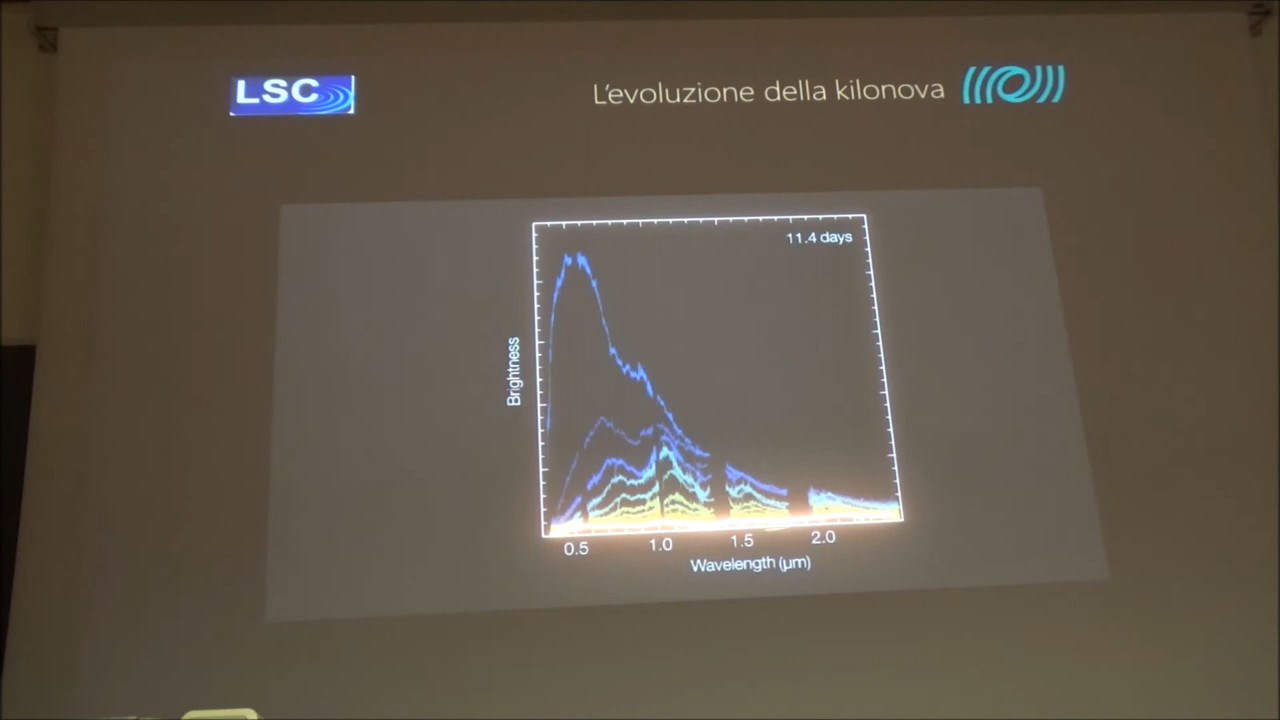 LSC
L'evoluzione della kilonova
11.4 days
Brightness
0.5 1.0 1.5 2.0
Wavelength (μm)